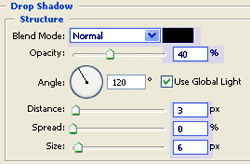 Drop Shadow
Structure
Blend Mode: Normal
Opacity: 40 %
Angle: 120 ° Use Global Light
Distance: 3 px
Spread: 0 %
Size: 6 px